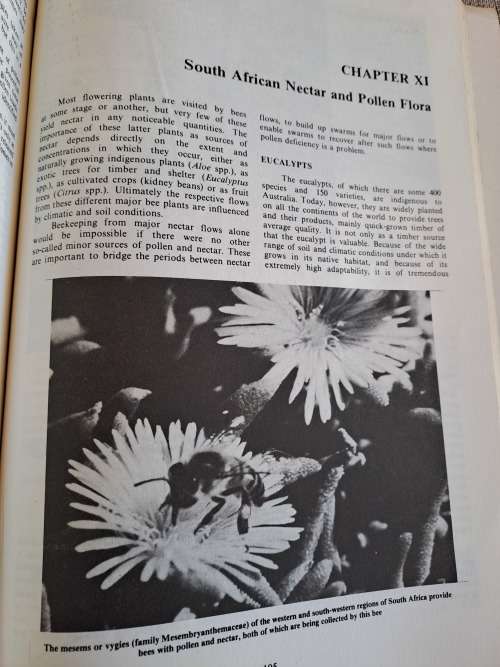 CHAPTER XI
South African Nectar and Pollen Flora
Most flowering plants are visited by bees
at some stage or another, but very few of these
yield nectar in any noticeable quantities. The
importance of these latter plants as sources of
nectar depends directly on the extent and
concentrations in which they occur, either as
naturally growing indigenous plants (Aloe spp.), as
exotic trees for timber and shelter (Eucalyptus
spp.), as cultivated crops (kidney beans) or as fruit
trees (Citrus spp.). Ultimately the respective flows
from these different major bee plants are influenced
by climatic and soil conditions.
Beekeeping from major nectar flows alone
would be impossible if there were no other
so-called minor sources of pollen and nectar. These
are important to bridge the periods between nectar
flows, to build up swarms for major flows or to
enable swarms to recover after such flows where
pollen deficiency is a problem.
EUCALYPTS
The eucalypts, of which there are some 400
species and 150 varieties, are indigenous to
Australia. Today, however, they are widely planted
on all the continents of the world to provide trees
and their products, mainly quick-grown timber of
average quality. It is not only as a timber source
that the eucalypt is valuable. Because of the wide
range of soil and climatic conditions under which it
grows in its native habitat, and because of its
extremely high adaptability, it is of tremendous
The mesems or vygies (family Mesembryanthemaceae) of the western and south-western regions of South Africa provide
bees with pollen and nectar, both of which are being collected by this bee